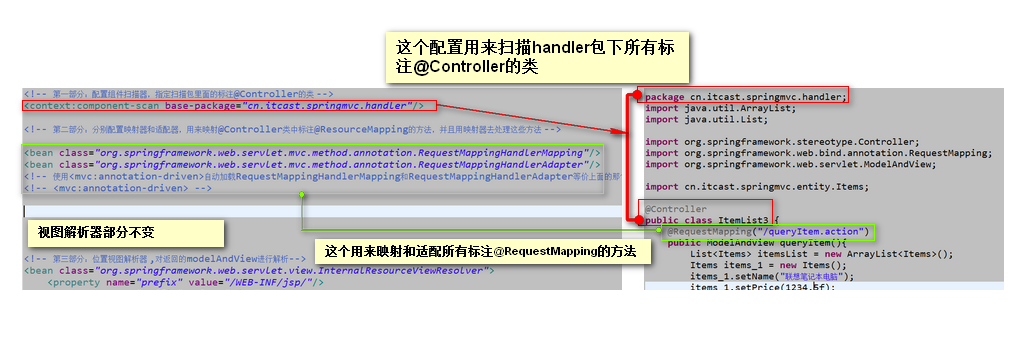 这个配置用来扫描handler包下所有标
注@Controller的类
<!-- 第一部分，配置组件扫描器，指定扫描包里面的标注@Controller的类 -->
<context:component-scan base-package="cn.itcast.springmvc.handler"/>
<!-- 第二部分，分别配置映射器和适配器，用来映射@Controller类中标注@ResourceMapping的方法，并且用映射器去处理这些方法 -->
<bean class="org.springframework.web.servlet.mvc.method.annotation.RequestMappingHandlerMapping"/>
<bean class="org.springframework.web.servlet.mvc.method.annotation.RequestMappingHandlerAdapter"/>
<!-- 使用<mvc:annotation-driven>自动加载RequestMappingHandlerMapping和RequestMappingHandlerAdapter等价上面的那
<!-- <mvc:annotation-driven> -->
视图解析器部分不变
这个用来映射和适配所有标注@RequestMapping的方法
<!-- 第三部分，位置视图解析器 ,对返回的modelAndView进行解析-->
<bean class="org.springframework.web.servlet.view.InternalResourceViewResolver">
<property name="prefix" value="/WEB-INF/jsp/"/>
package cn.itcast.springmvc.handler;
import java.util.ArrayList;
import java.util.List;
import org.springframework.stereotype.Controller;
import org.springframework.web.bind.annotation.RequestMapping;
import org.springframework.web.servlet.ModelAndView;
import cn.itcast.springmvc.entity.Items;
@Controller
public class ItemList3 {
@RequestMapping("/queryItem.action")
public ModelAndView queryItem(){
List<Items> itemsList = new ArrayList<Items>();
Items items_1 = new Items();
items_1.setName("联想笔记本电脑");
items_1.setPrice(1234.5f);